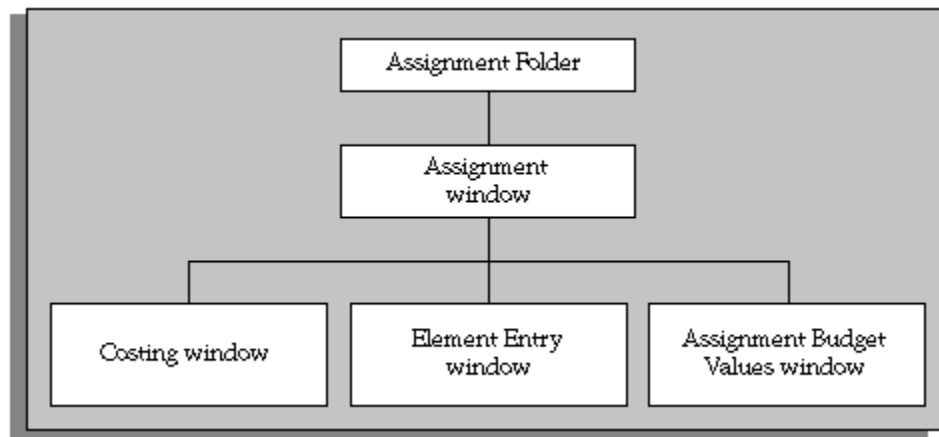 Assignment Folder
Assignment
window
Costing window
Element Entry
window
Assignment Budget
Values window